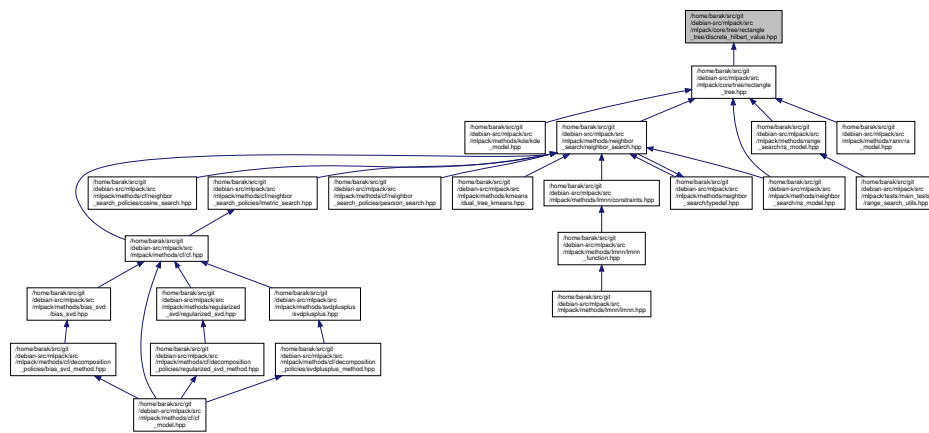 /home/barak/src/git
/debian-src/mlpack/src
/mlpack/core/tree/rectangle
_tree/discrete_hilbert_value.hpp
/home/barak/src/git
/debian-src/mlpack/src
/mlpack/core/tree/rectangle
_tree.hpp
/home/barak/src/git
/debian-src/mlpack/src
/mlpack/methods/kde/kde
_model.hpp
/home/barak/src/git
/debian-src/mlpack/src
/mlpack/methods/neighbor
_search/neighbor_search.hpp
/home/barak/src/git
/debian-src/mlpack/src
/mlpack/methods/range
_search/rs_model.hpp
/home/barak/src/git
/debian-src/mlpack/src
/mlpack/methods/rann/ra
_model.hpp
/home/barak/src/git
/debian-src/mlpack/src
/mlpack/methods/cf/neighbor
_search_policies/cosine_search.hpp
/home/barak/src/git
/debian-src/mlpack/src
/mlpack/methods/cf/neighbor
_search_policies/lmetric_search.hpp
/home/barak/src/git
/debian-src/mlpack/src
/mlpack/methods/cf/neighbor
_search_policies/pearson_search.hpp
/home/barak/src/git
/debian-src/mlpack/src
/mlpack/methods/kmeans
/dual_tree_kmeans.hpp
/home/barak/src/git
/debian-src/mlpack/src
/mlpack/methods/lmnn/constraints.hpp
/home/barak/src/git
/debian-src/mlpack/src
/mlpack/methods/neighbor
_search/typedef.hpp
/home/barak/src/git
/debian-src/mlpack/src
/mlpack/methods/neighbor
_search/ns_model.hpp
/home/barak/src/git
/debian-src/mlpack/src
/mlpack/tests/main_tests
/range_search_utils.hpp
/home/barak/src/git
/debian-src/mlpack/src
/mlpack/methods/cf/cf.hpp
/home/barak/src/git
/debian-src/mlpack/src
/mlpack/methods/lmnn/lmnn
_function.hpp
/home/barak/src/git
/debian-src/mlpack/src
/mlpack/methods/bias_svd
/bias_svd.hpp
/home/barak/src/git
/debian-src/mlpack/src
/mlpack/methods/regularized
_svd/regularized_svd.hpp
/home/barak/src/git
/debian-src/mlpack/src
/mlpack/methods/svdplusplus
/svdplusplus.hpp
/home/barak/src/git
/debian-src/mlpack/src
/mlpack/methods/lmnn/lmnn.hpp
/home/barak/src/git
/debian-src/mlpack/src
/mlpack/methods/cf/decomposition
_policies/bias_svd_method.hpp
/home/barak/src/git
/debian-src/mlpack/src
/mlpack/methods/cf/decomposition
_policies/regularized_svd_method.hpp
/home/barak/src/git
/debian-src/mlpack/src
/mlpack/methods/cf/decomposition
_policies/svdplusplus_method.hpp
/home/barak/src/git
/debian-src/mlpack/src
/mlpack/methods/cf/cf
_model.hpp